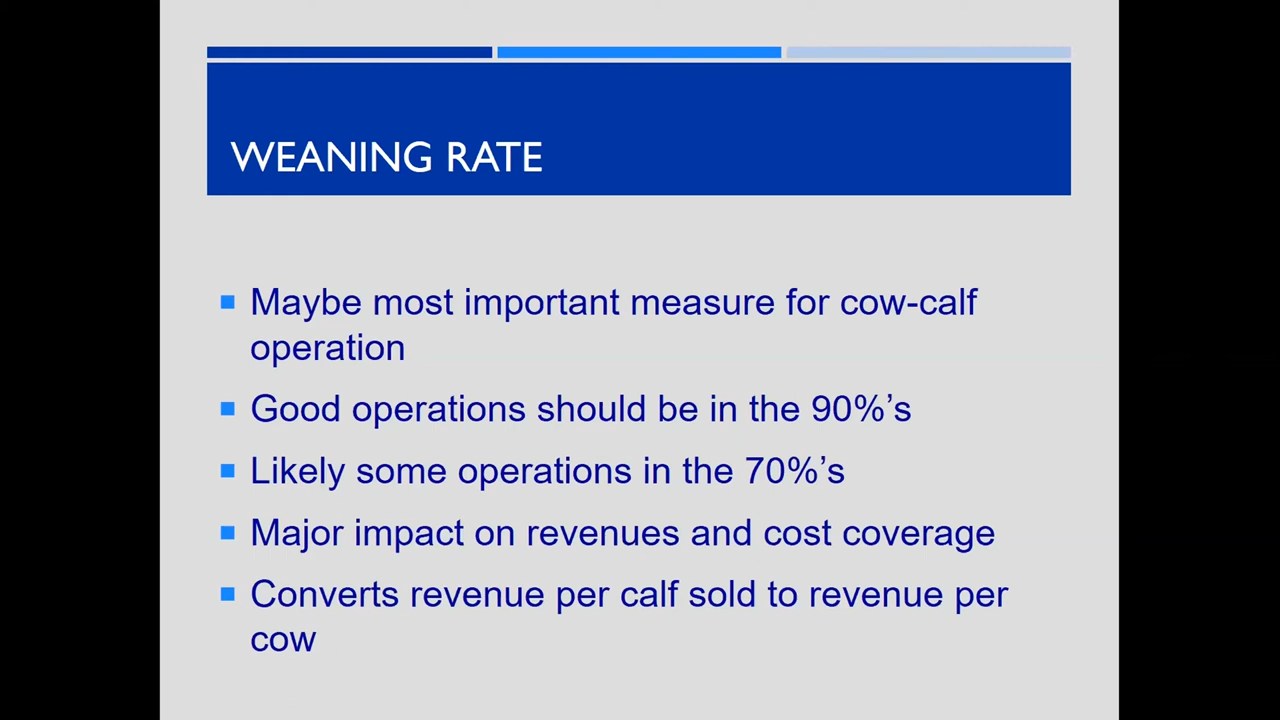 WEANING RATE
Maybe most important measure for cow-calf
operation
Good operations should be in the 90%’s
Likely some operations in the 70%’s
Major impact on revenues and cost coverage
Converts revenue per calf sold to revenue per
cow